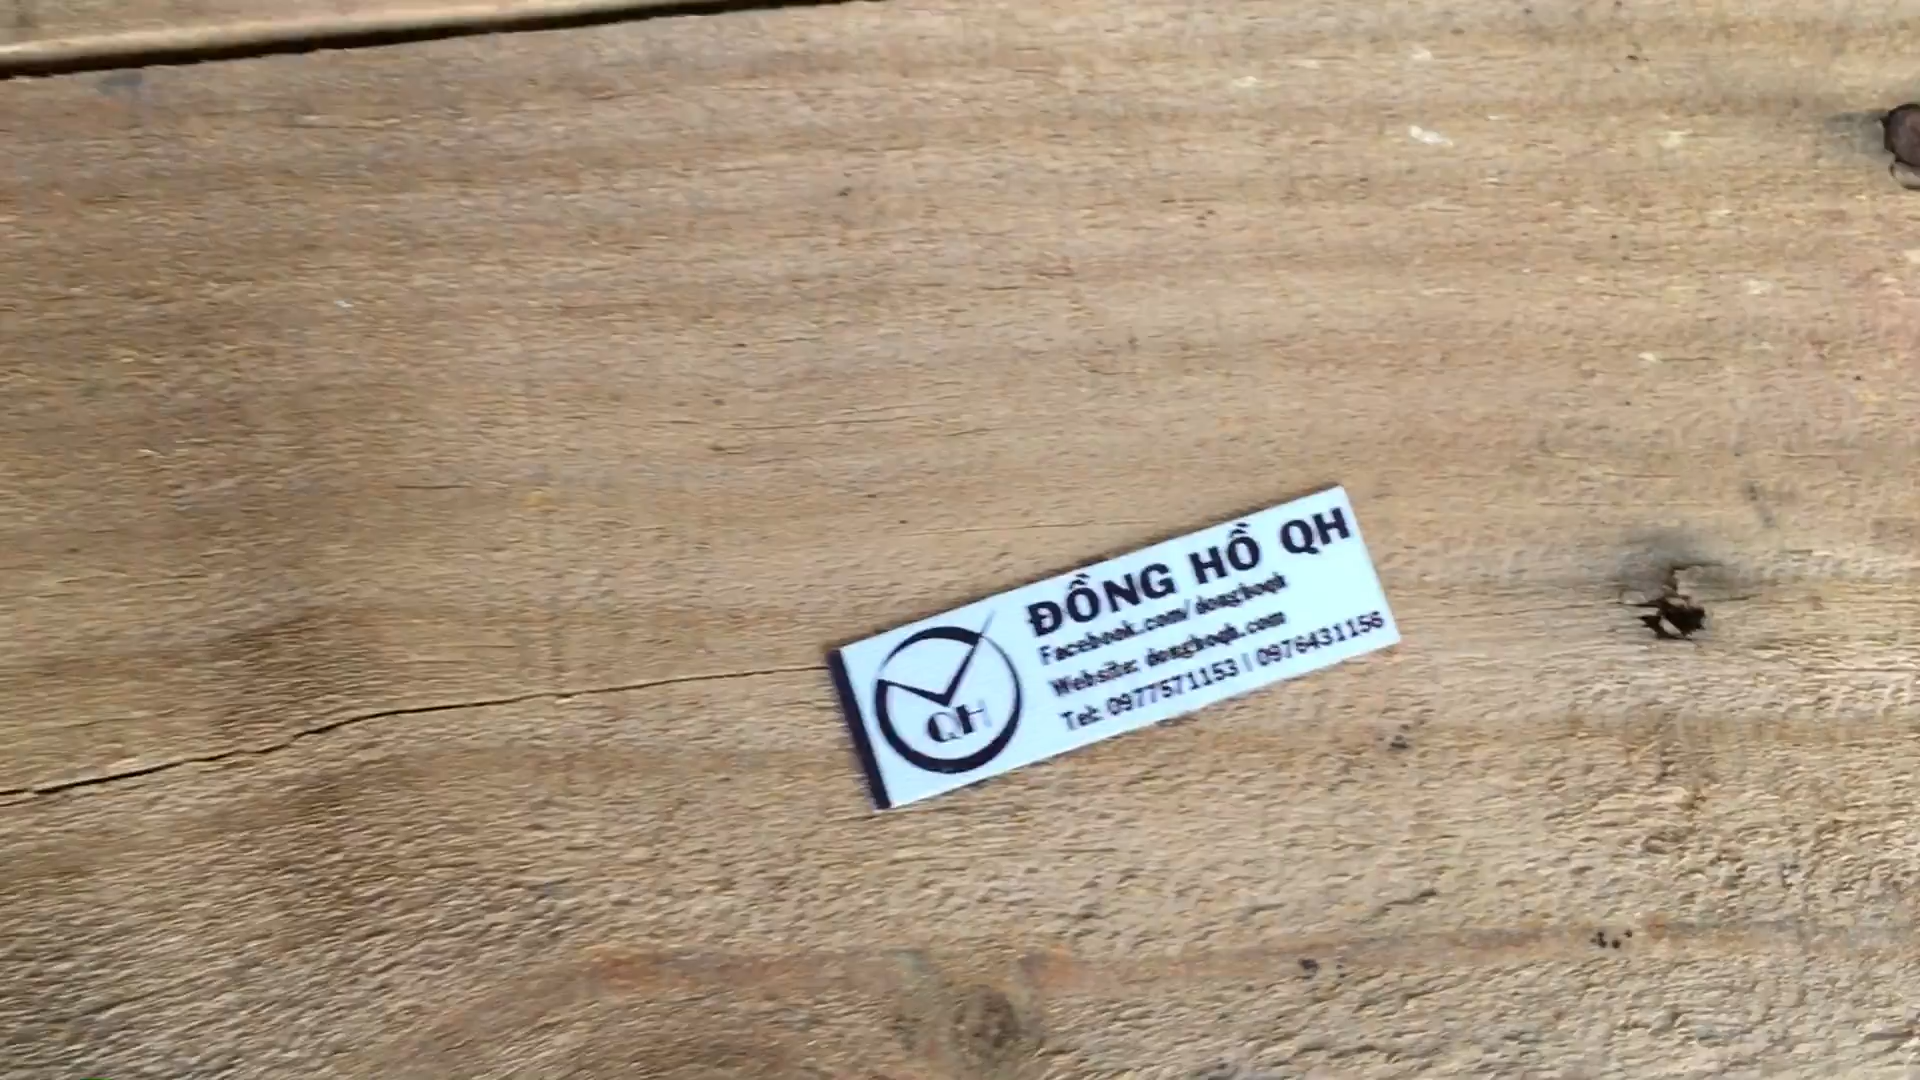 ĐỒNG HỒ QH
Facebook.com/donghoqh
Website: donghoqh.com
Tel: 0977571153 | 0976431156
QH